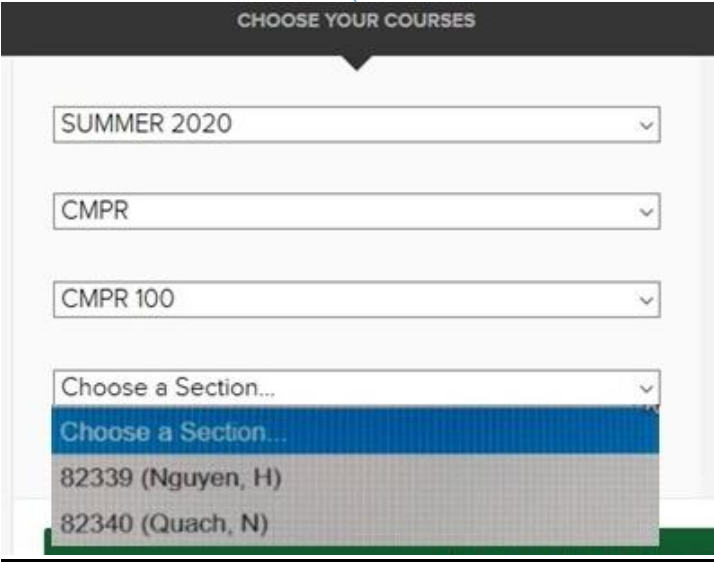 CHOOSE YOUR COURSES
SUMMER 2020
CMPR
CMPR 100
Choose a Section...
Choose a Section...
82339 (Nguyen, H)
82340 (Quach, N)